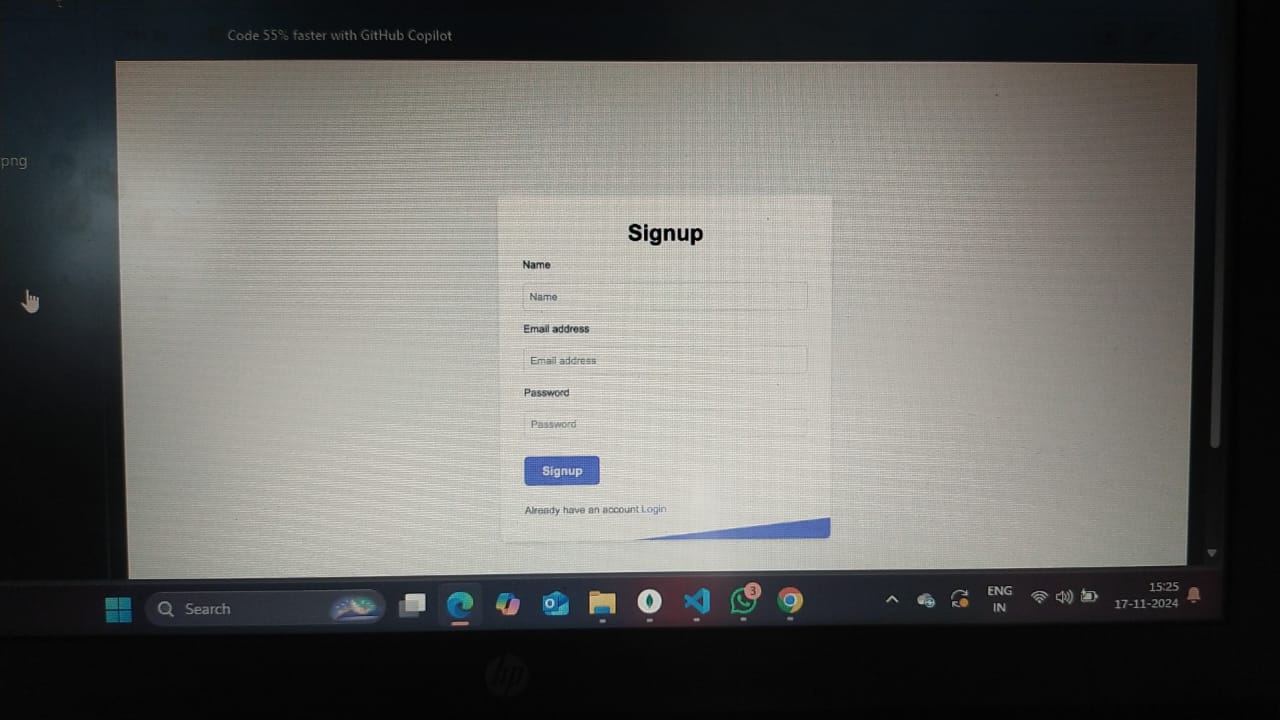 Code 55% faster with GitHub Copilot
png
Signup
Name
Name
Email address
Email address
Password
Password
Signup
Already have an account Login
Search
3
ENG
IN
15:25
17-11-2024
hp